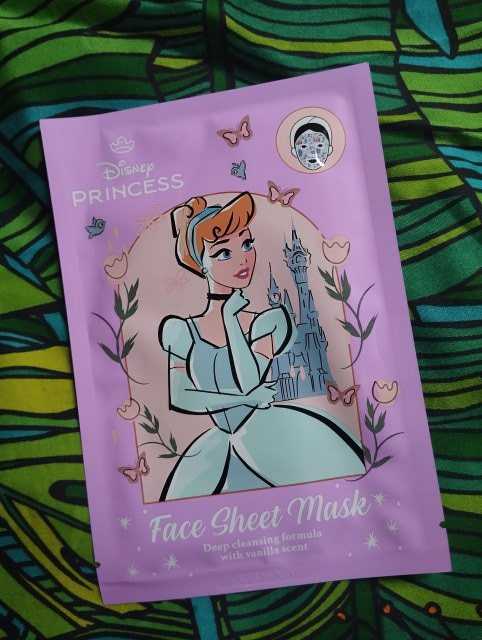 Disney
PRINCESS
Face Sheet Mask
Deep cleansing formula
with vanilla scent